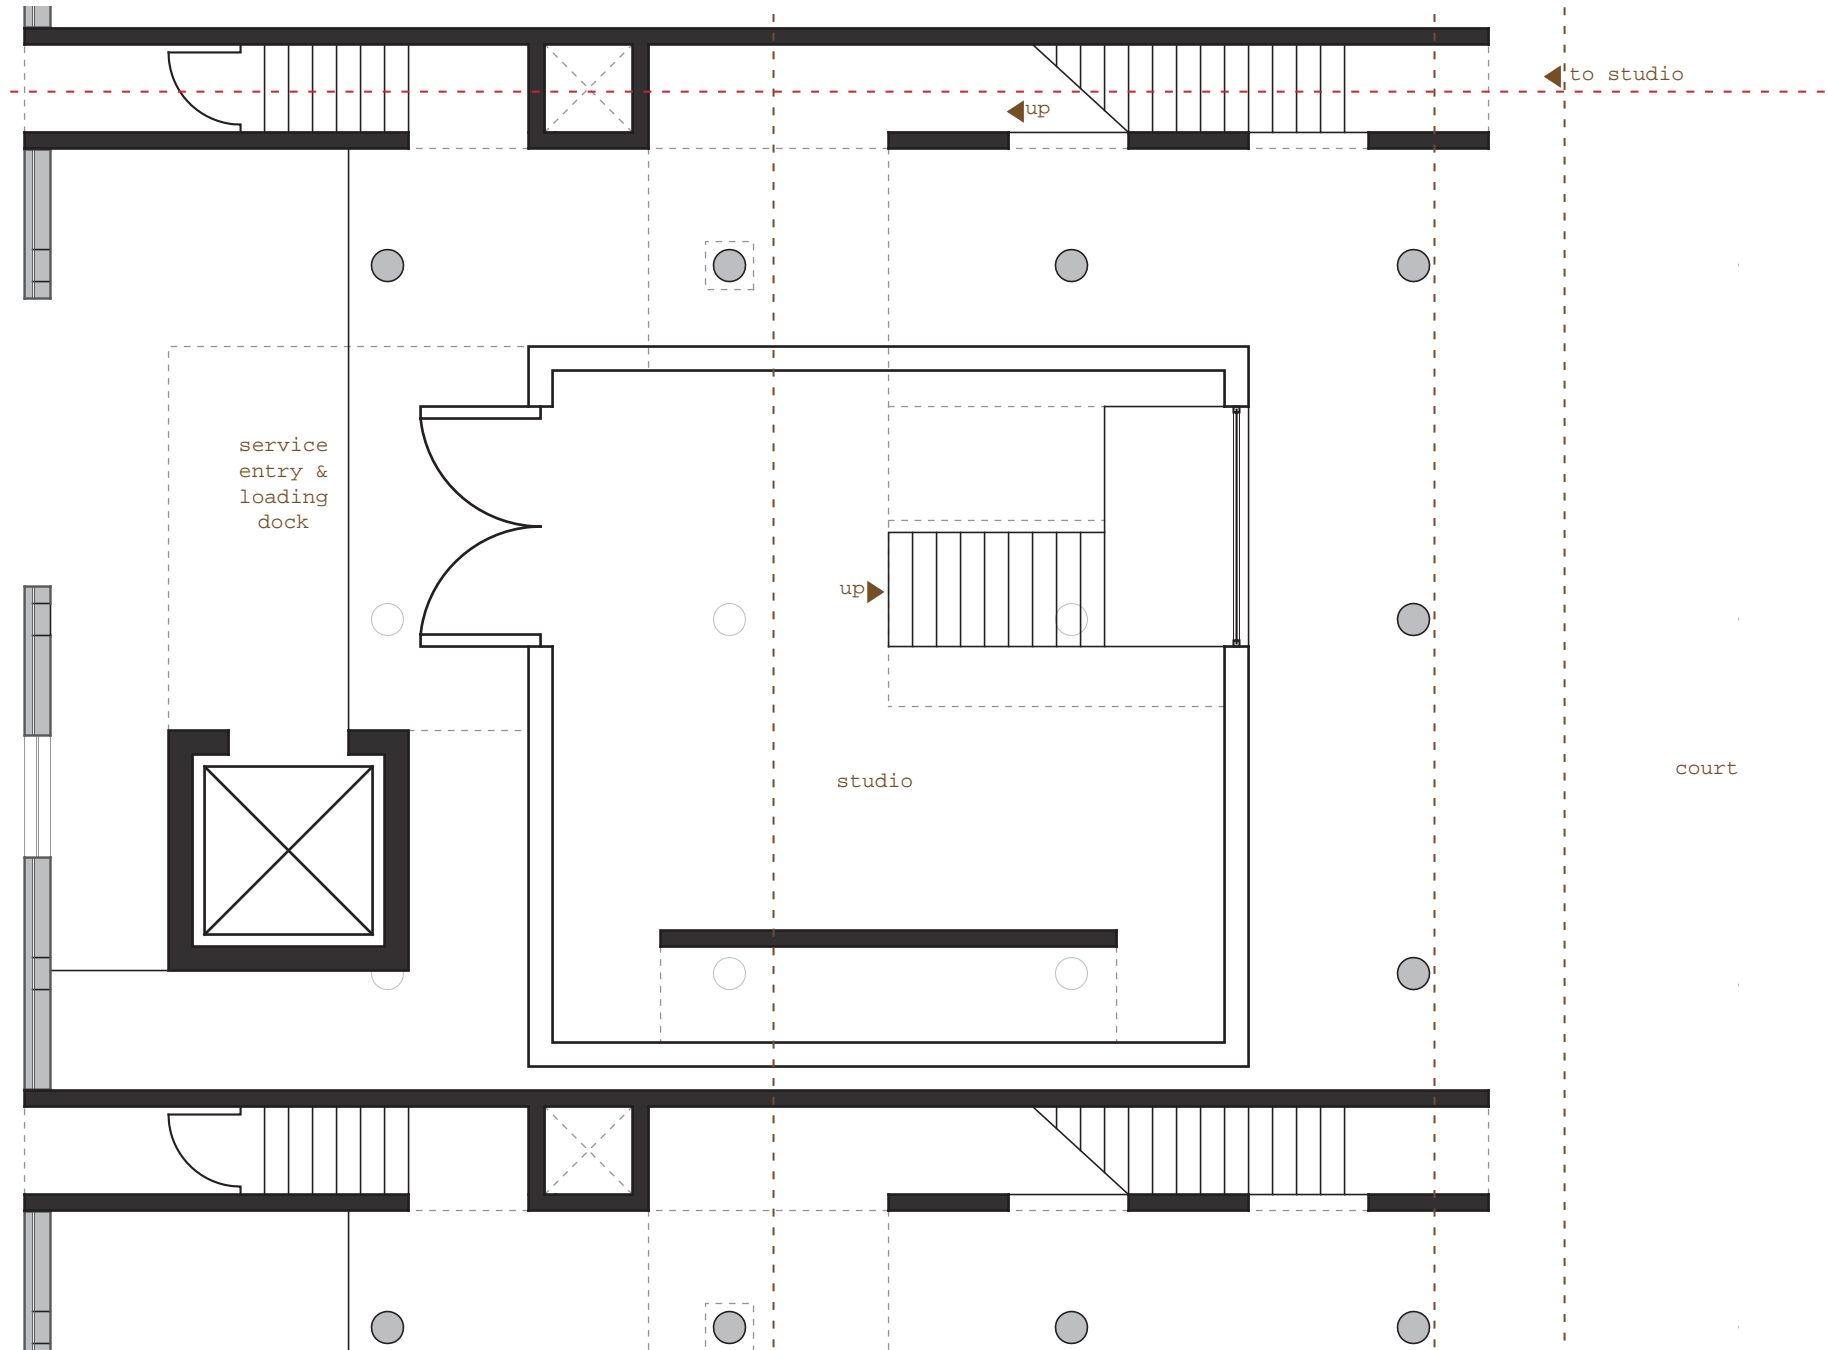 to studio
up
service
entry &
loading
dock
up
studio
court